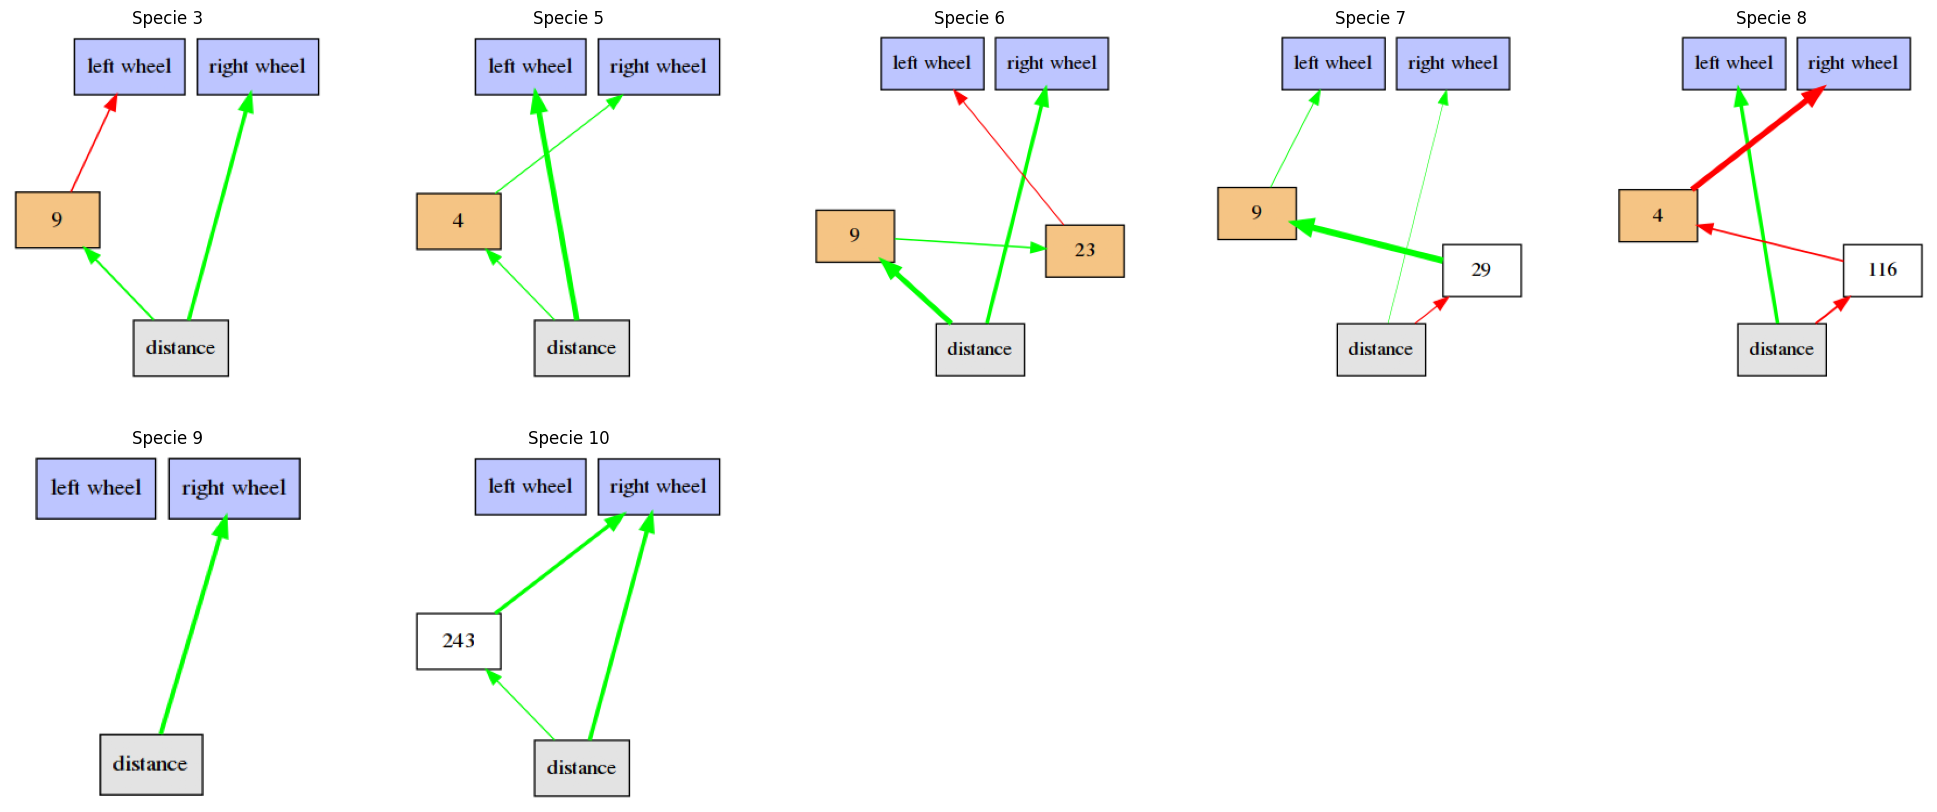 Specie 3
left wheel
right wheel
9
distance
Specie 5
left wheel
right wheel
4
distance
Specie 6
left wheel
right wheel
9
23
distance
Specie 7
left wheel
right wheel
9
29
distance
Specie 8
left wheel
right wheel
4
116
distance
Specie 9
left wheel
right wheel
distance
Specie 10
left wheel
right wheel
243
distance